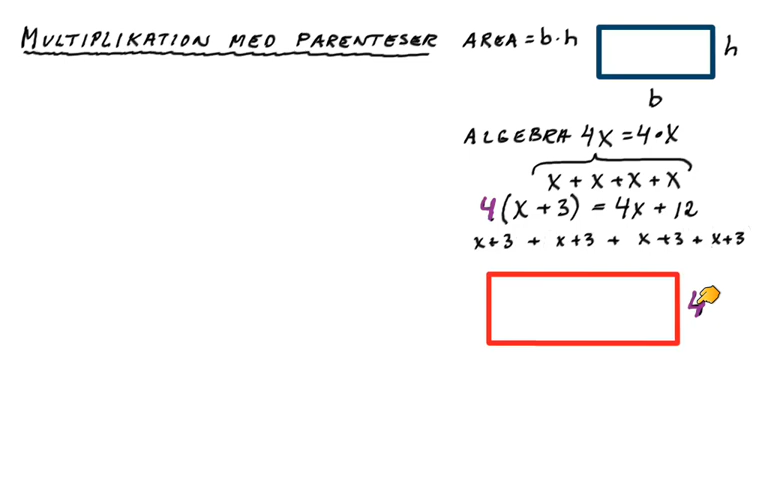 MULTIPLIKATION MED PARENTESER
AREA = b·h
h
b
ALGEBRA 4x = 4·x
x + x + x + x
4(x + 3) = 4x + 12
x+3 + x+3 + x+3 + x+3
4